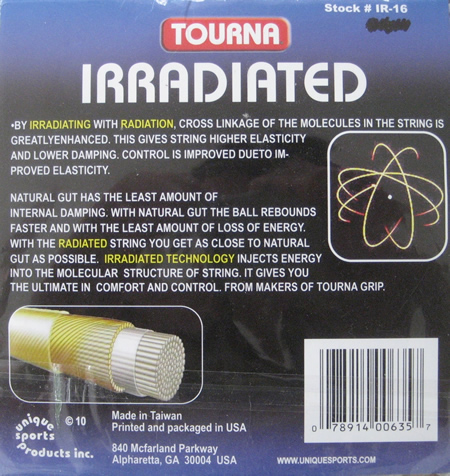 Stock # IR-16
TOURNA
IRRADIATED
•BY IRRADIATING WITH RADIATION, CROSS LINKAGE OF THE MOLECULES IN THE STRING IS
GREATLYENHANCED. THIS GIVES STRING HIGHER ELASTICITY
AND LOWER DAMPING. CONTROL IS IMPROVED DUETO IM-
PROVED ELASTICITY.
NATURAL GUT HAS THE LEAST AMOUNT OF
INTERNAL DAMPING. WITH NATURAL GUT THE BALL REBOUNDS
FASTER AND WITH THE LEAST AMOUNT OF LOSS OF ENERGY.
WITH THE RADIATED STRING YOU GET AS CLOSE TO NATURAL
GUT AS POSSIBLE. IRRADIATED TECHNOLOGY INJECTS ENERGY
INTO THE MOLECULAR STRUCTURE OF STRING. IT GIVES YOU
THE ULTIMATE IN COMFORT AND CONTROL. FROM MAKERS OF TOURNA GRIP.
unique
sports
products inc.
© 10
Made in Taiwan
Printed and packaged in USA
840 Mcfarland Parkway
Alpharetta, GA 30004 USA
0 78914 00635 7
WWW.UNIQUESPORTS.COM